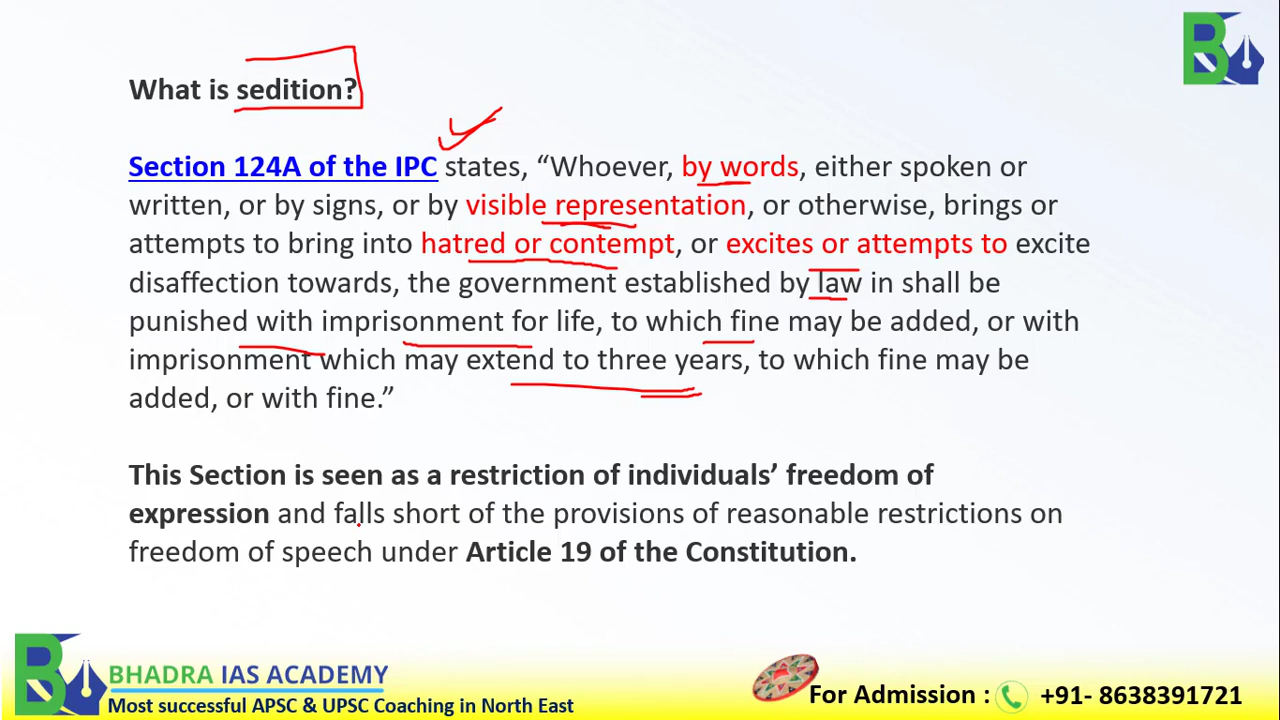 What is sedition?
Section 124A of the IPC states, “Whoever, by words, either spoken or
written, or by signs, or by visible representation, or otherwise, brings or
attempts to bring into hatred or contempt, or excites or attempts to excite
disaffection towards, the government established by law in shall be
punished with imprisonment for life, to which fine may be added, or with
imprisonment which may extend to three years, to which fine may be
added, or with fine.”
This Section is seen as a restriction of individuals’ freedom of
expression and falls short of the provisions of reasonable restrictions on
freedom of speech under Article 19 of the Constitution.
BHADRA IAS ACADEMY
Most successful APSC & UPSC Coaching in North East
For Admission : +91- 8638391721